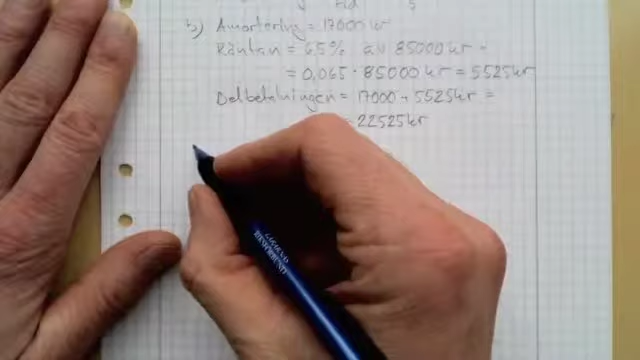 b) Amortering = 17000 kr
Räntan = 6,5% av 85000 kr =
= 0,065 · 85000 kr = 5525 kr
Delbetalningen = 17000 + 5525 kr =
= 22525 kr